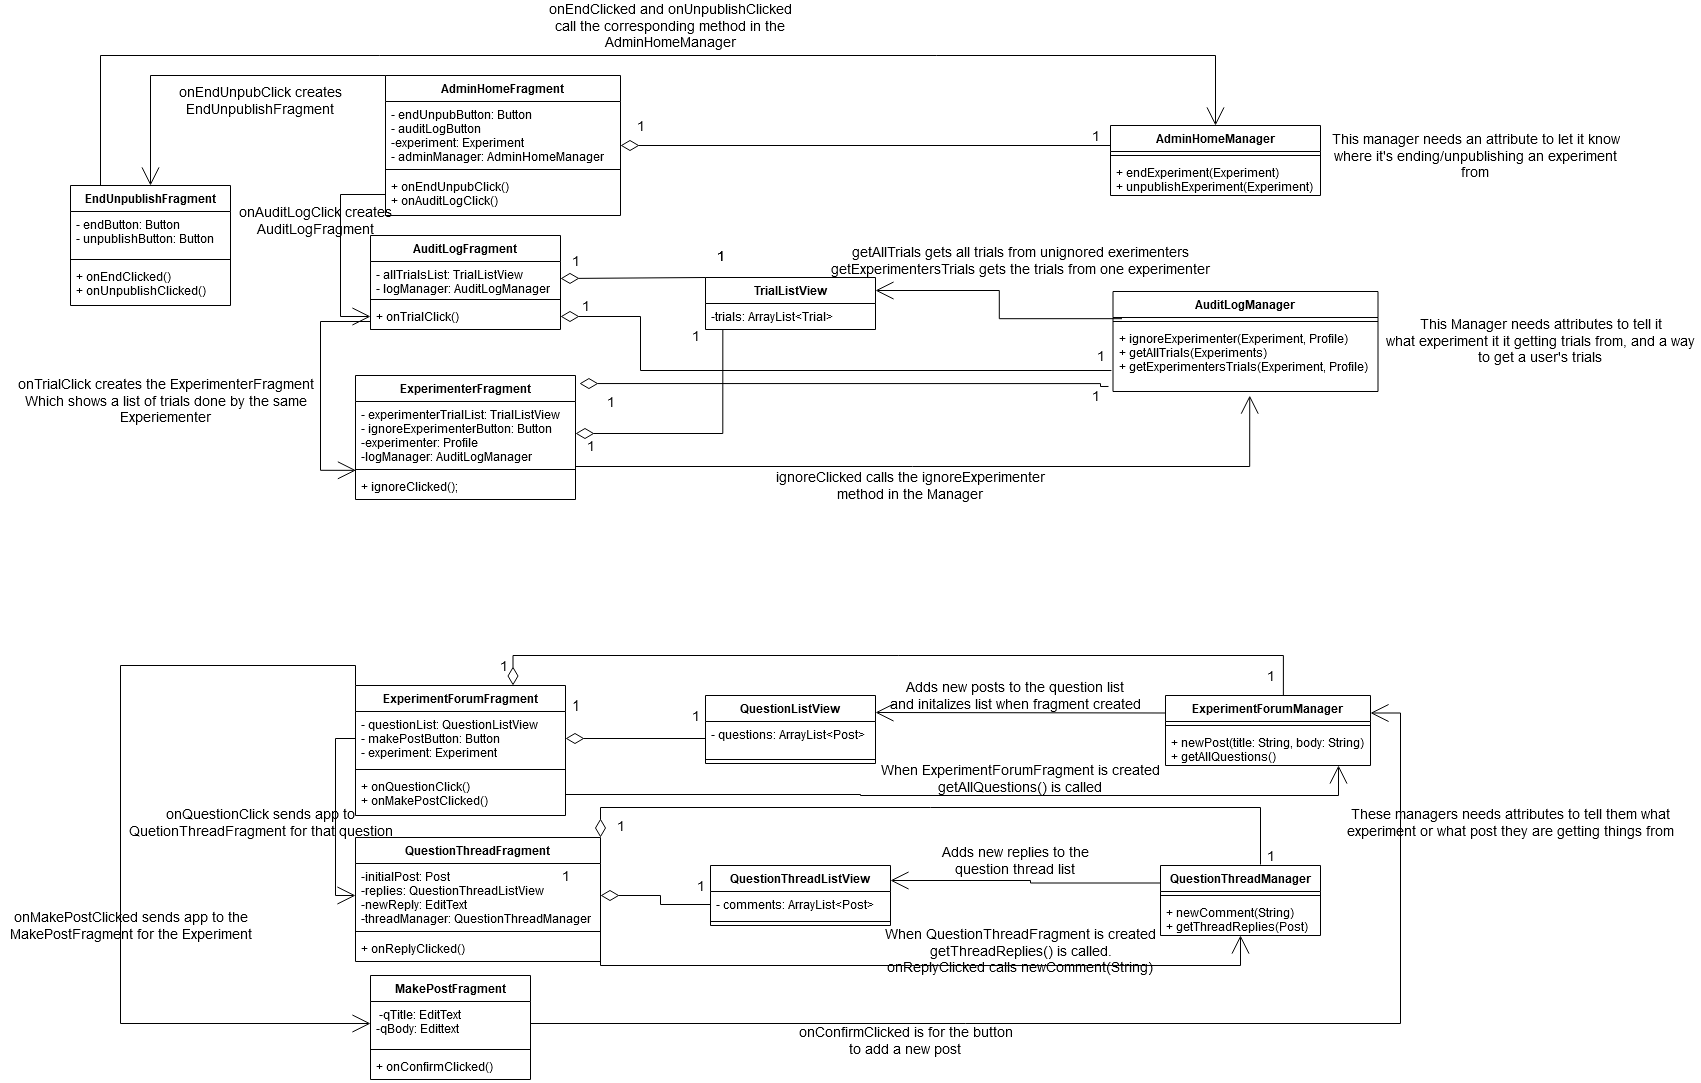 onEndClicked and onUnpublishClicked
call the corresponding method in the
AdminHomeManager
onEndUnpubClick creates
EndUnpublishFragment
AdminHomeFragment
- endUnpubButton: Button
- auditLogButton
-experiment: Experiment
- adminManager: AdminHomeManager
+ onEndUnpubClick()
+ onAuditLogClick()
1
1
AdminHomeManager
+ endExperiment(Experiment)
+ unpublishExperiment(Experiment)
This manager needs an attribute to let it know
where it's ending/unpublishing an experiment
from
EndUnpublishFragment
- endButton: Button
- unpublishButton: Button
+ onEndClicked()
+ onUnpublishClicked()
onAuditLogClick creates
AuditLogFragment
AuditLogFragment
- allTrialsList: TrialListView
- logManager: AuditLogManager
+ onTrialClick()
1
1
1
TrialListView
-trials: ArrayList<Trial>
1
getAllTrials gets all trials from unignored exerimenters
getExperimentersTrials gets the trials from one experimenter
AuditLogManager
+ ignoreExperimenter(Experiment, Profile)
+ getAllTrials(Experiments)
+ getExperimentersTrials(Experiment, Profile)
1
1
This Manager needs attributes to tell it
what experiment it it getting trials from, and a way
to get a user's trials
onTrialClick creates the ExperimenterFragment
Which shows a list of trials done by the same
Experiementer
ExperimenterFragment
- experimenterTrialList: TrialListView
- ignoreExperimenterButton: Button
-experimenter: Profile
-logManager: AuditLogManager
+ ignoreClicked();
1
1
ignoreClicked calls the ignoreExperimenter
method in the Manager
1
1
ExperimentForumFragment
- questionList: QuestionListView
- makePostButton: Button
- experiment: Experiment
+ onQuestionClick()
+ onMakePostClicked()
1
1
QuestionListView
- questions: ArrayList<Post>
Adds new posts to the question list
and initalizes list when fragment created
ExperimentForumManager
+ newPost(title: String, body: String)
+ getAllQuestions()
When ExperimentForumFragment is created
getAllQuestions() is called
onQuestionClick sends app to
QuetionThreadFragment for that question
These managers needs attributes to tell them what
experiment or what post they are getting things from
1
1
QuestionThreadFragment
-initialPost: Post
-replies: QuestionThreadListView
-newReply: EditText
-threadManager: QuestionThreadManager
+ onReplyClicked()
1
1
QuestionThreadListView
- comments: ArrayList<Post>
Adds new replies to the
question thread list
QuestionThreadManager
+ newComment(String)
+ getThreadReplies(Post)
When QuestionThreadFragment is created
getThreadReplies() is called.
onReplyClicked calls newComment(String)
onMakePostClicked sends app to the
MakePostFragment for the Experiment
MakePostFragment
-qTitle: EditText
-qBody: Edittext
+ onConfirmClicked()
onConfirmClicked is for the button
to add a new post